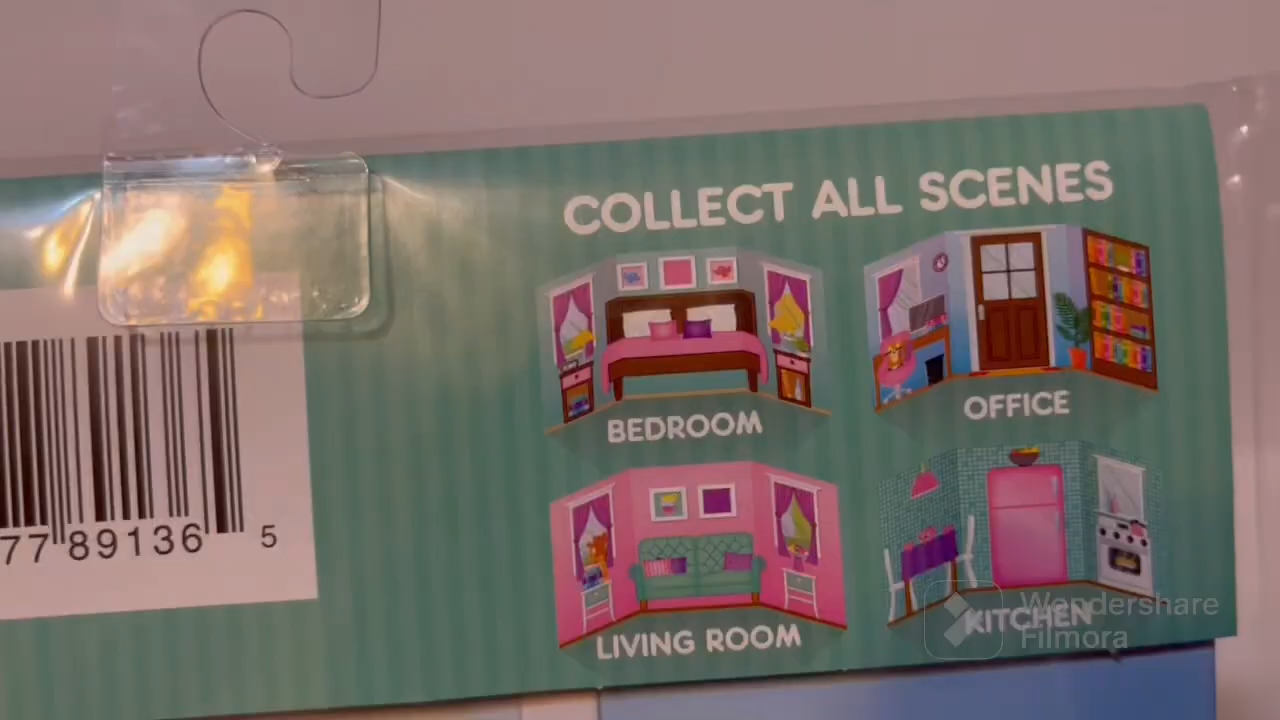 COLLECT ALL SCENES
BEDROOM
OFFICE
LIVING ROOM
KITCHEN
77 89136 5
Wondershare
Filmora